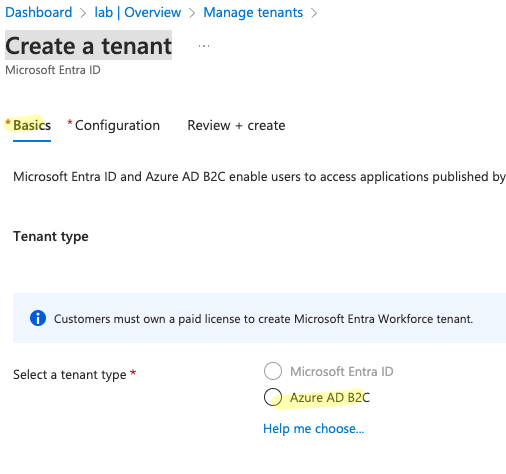 Dashboard > lab | Overview > Manage tenants >
Create a tenant ...
Microsoft Entra ID
*Basics *Configuration Review + create
Microsoft Entra ID and Azure AD B2C enable users to access applications published by
Tenant type
Customers must own a paid license to create Microsoft Entra Workforce tenant.
Select a tenant type *
Microsoft Entra ID
Azure AD B2C
Help me choose...